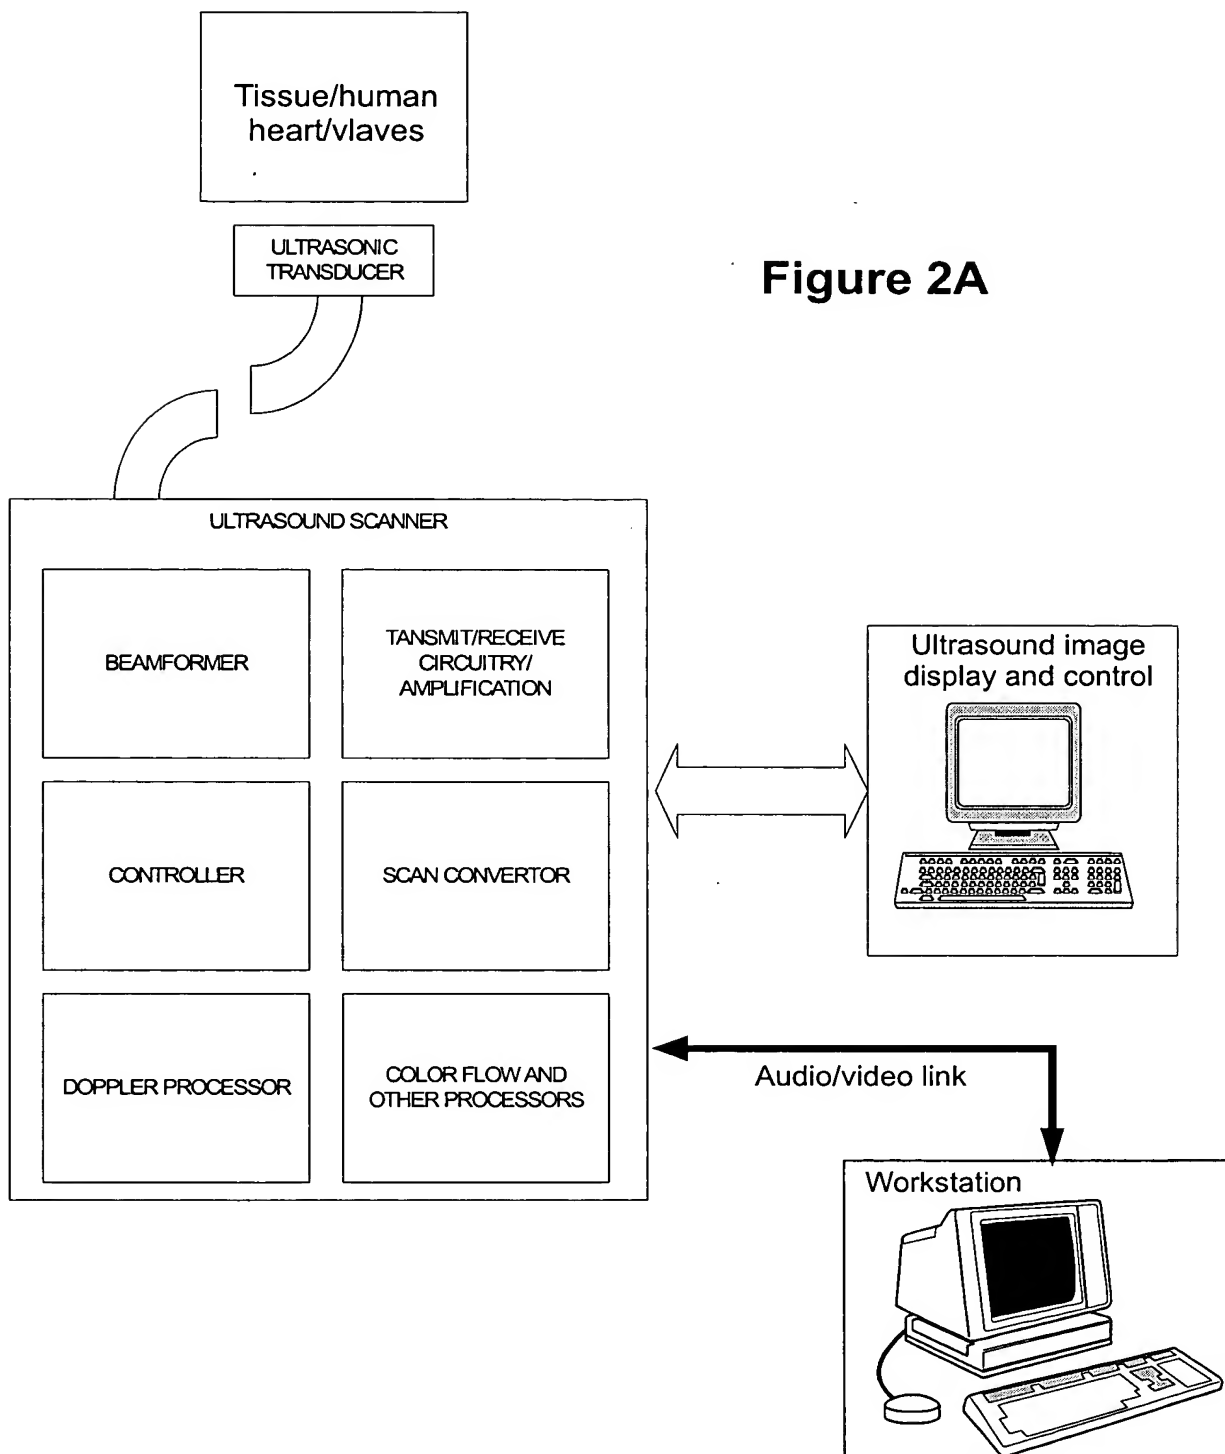 Tissue/human
heart/vlaves
ULTRASONIC
TRANSDUCER
Figure 2A
ULTRASOUND SCANNER
BEAMFORMER
TANSMIT/RECEIVE
CIRCUITRY/
AMPLIFICATION
Ultrasound image
display and control
CONTROLLER
SCAN CONVERTOR
DOPPLER PROCESSOR
COLOR FLOW AND
OTHER PROCESSORS
Audio/video link
Workstation